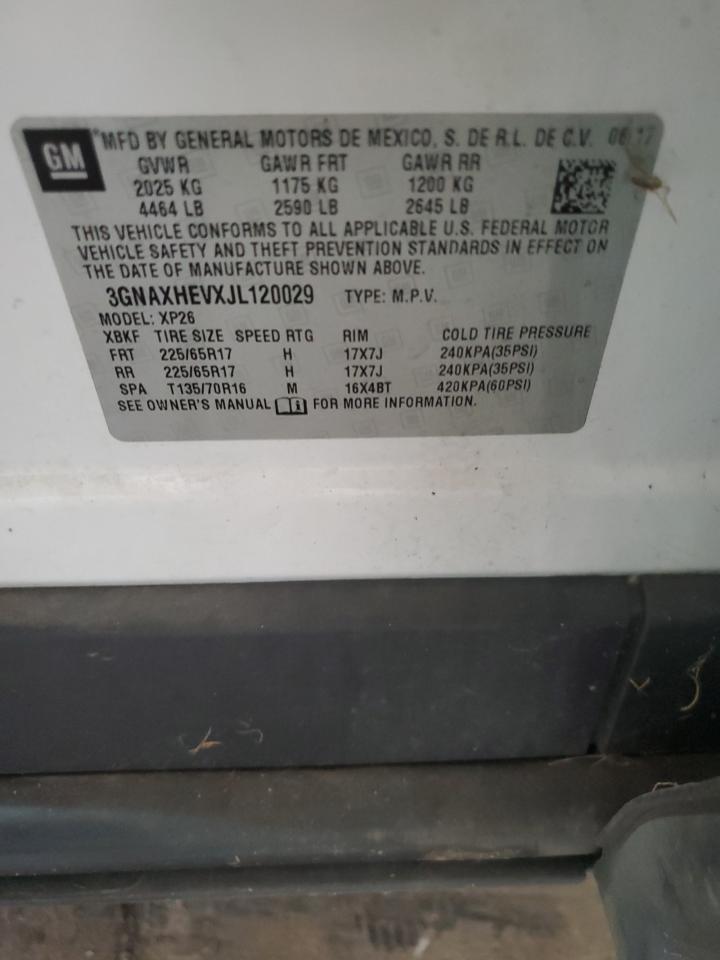 GM
MFD BY GENERAL MOTORS DE MEXICO, S. DE R.L. DE C.V. 06/17
GVWR GAWR FRT GAWR RR
2025 KG 1175 KG 1200 KG
4464 LB 2590 LB 2645 LB
THIS VEHICLE CONFORMS TO ALL APPLICABLE U.S. FEDERAL MOTOR
VEHICLE SAFETY AND THEFT PREVENTION STANDARDS IN EFFECT ON
THE DATE OF MANUFACTURE SHOWN ABOVE.
3GNAXHEVXJL120029 TYPE: M.P.V.
MODEL: XP26
XBKF TIRE SIZE SPEED RTG RIM COLD TIRE PRESSURE
FRT 225/65R17 H 17X7J 240KPA(35PSI)
RR 225/65R17 H 17X7J 240KPA(35PSI)
SPA T135/70R16 M 16X4BT 420KPA(60PSI)
SEE OWNER'S MANUAL FOR MORE INFORMATION.